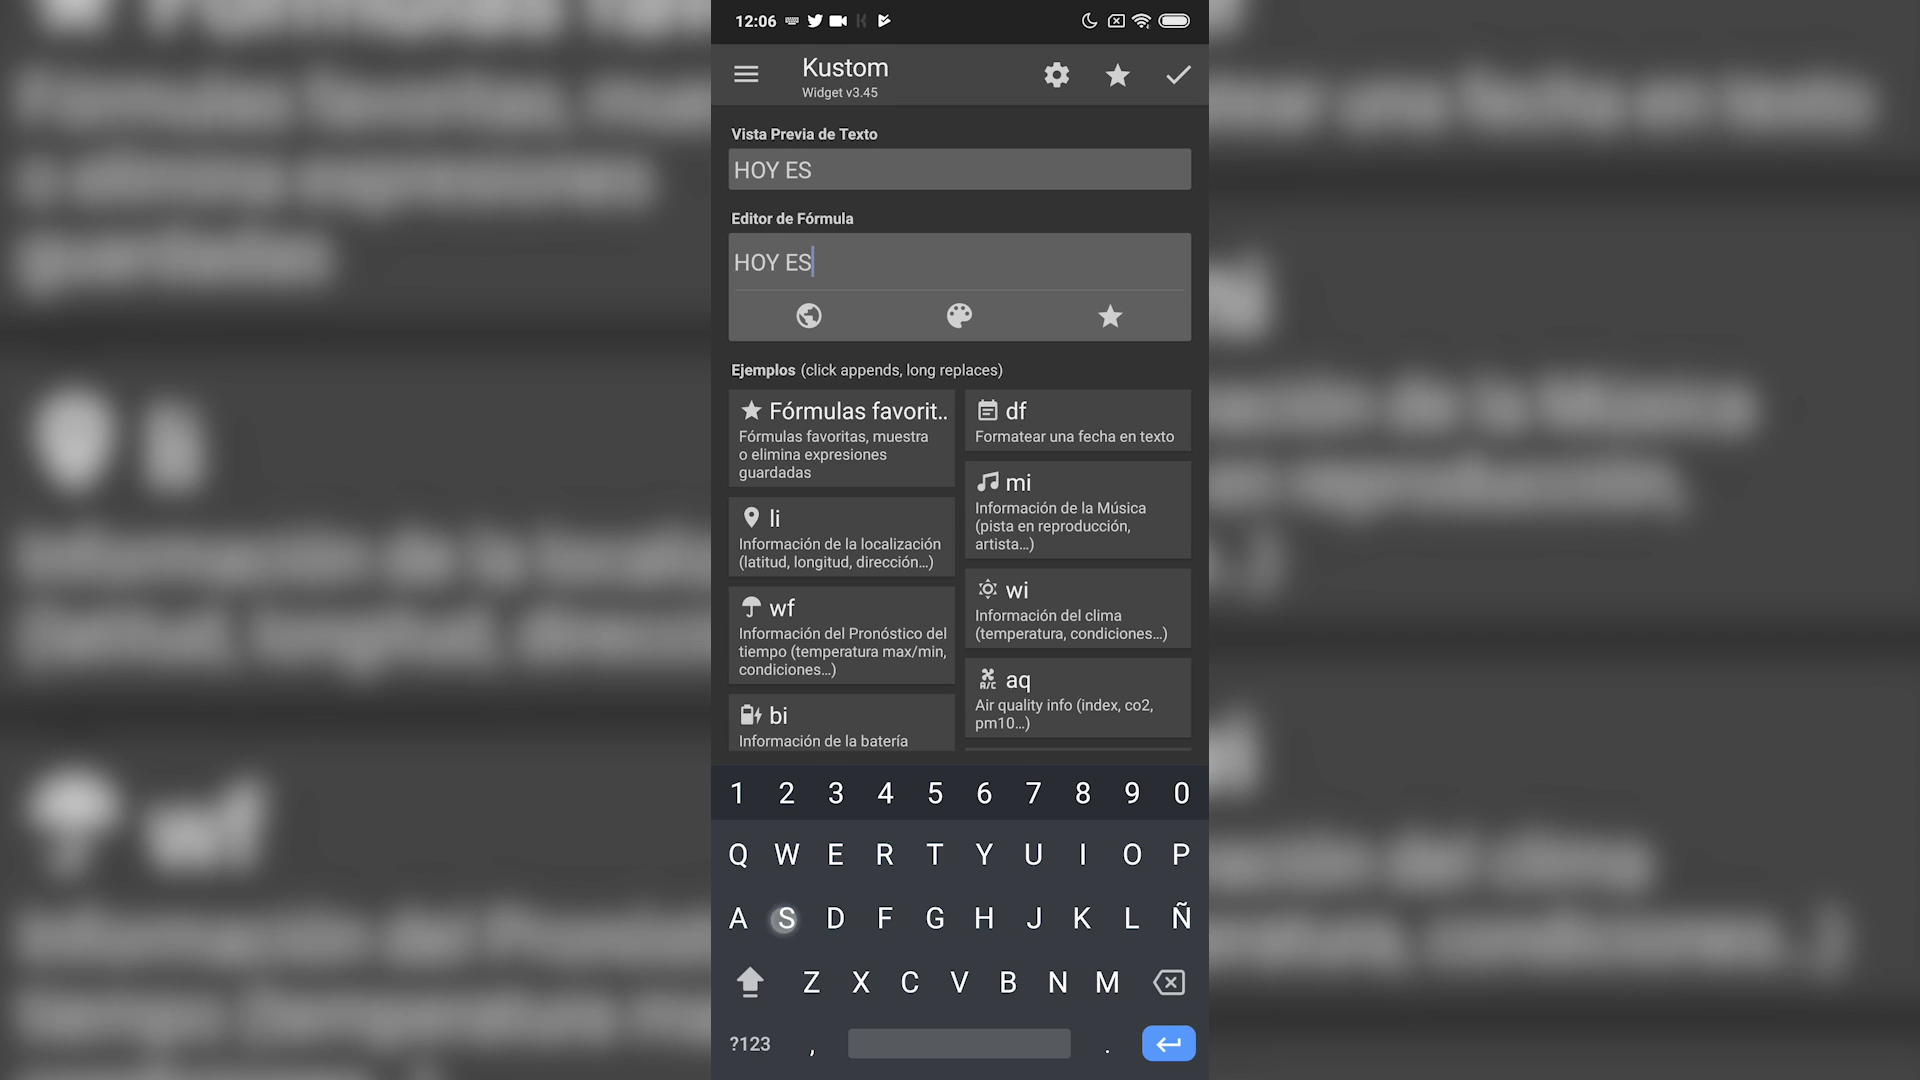 12:06
Kustom
Widget v3.45
Vista Previa de Texto
HOY ES
Editor de Fórmula
HOY ES
Ejemplos (click appends, long replaces)
Fórmulas favorit..
Fórmulas favoritas, muestra
o elimina expresiones
guardadas
df
Formatear una fecha en texto
mi
Información de la Música
(pista en reproducción,
artista...)
li
Información de la localización
(latitud, longitud, dirección...)
wi
Información del clima
(temperatura, condiciones...)
wf
Información del Pronóstico del
tiempo (temperatura max/min,
condiciones...)
A/C aq
Air quality info (index, co2,
pm10...)
bi
Información de la batería
1 2 3 4 5 6 7 8 9 0
Q W E R T Y U I O P
A S D F G H J K L Ñ
Z X C V B N M
?123 , .